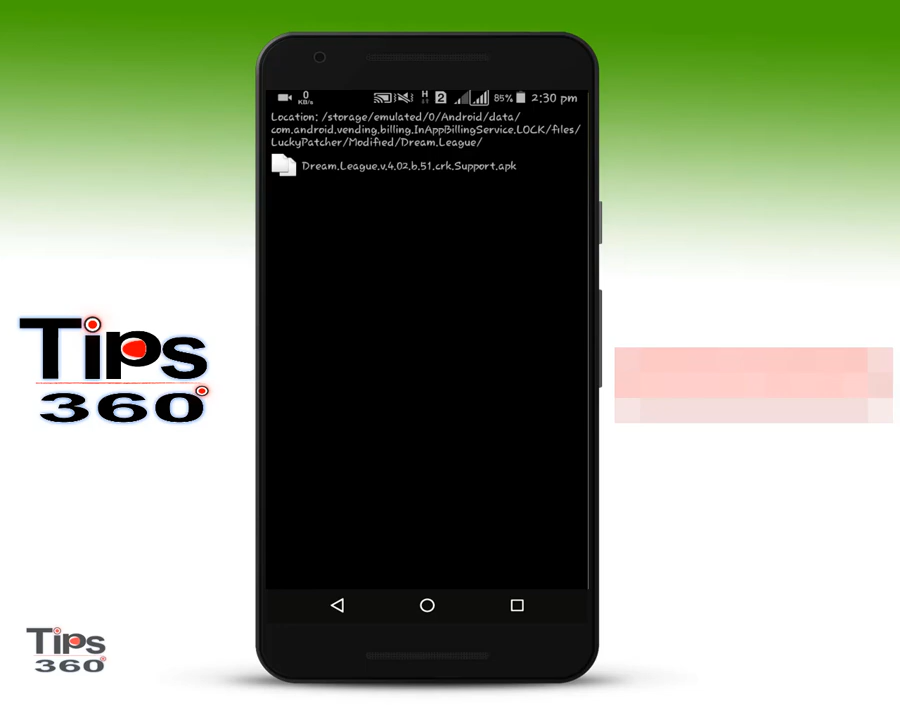 0
KB/s
H
2
85%
2:30 pm
Location: /storage/emulated/0/Android/data/
com.android.vending.billing.InAppBillingService.LOCK/files/
LuckyPatcher/Modified/Dream.League/
Dream.League.v.4.02.b.51.crk.Support.apk
Tips
360°
Tips
360°